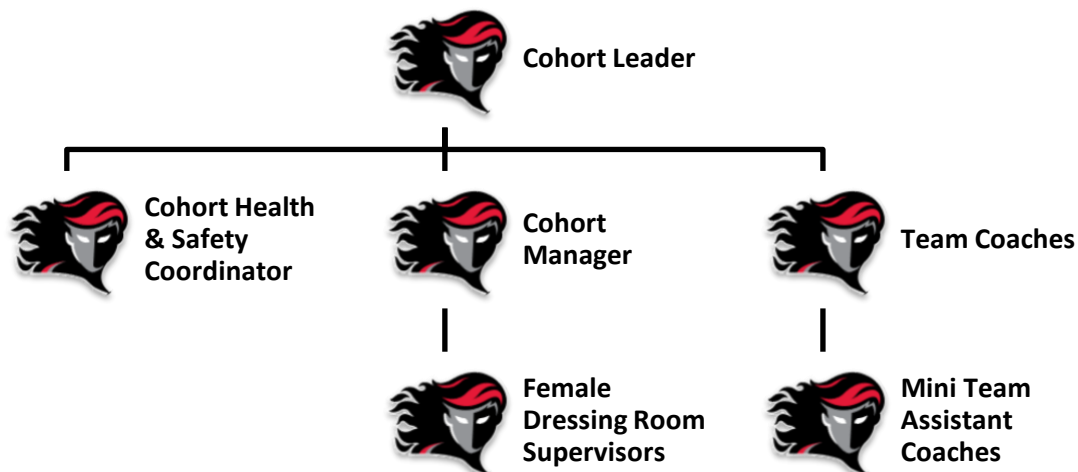 Cohort Leader
Cohort Health
& Safety
Coordinator
Cohort
Manager
Team Coaches
Female
Dressing Room
Supervisors
Mini Team
Assistant
Coaches